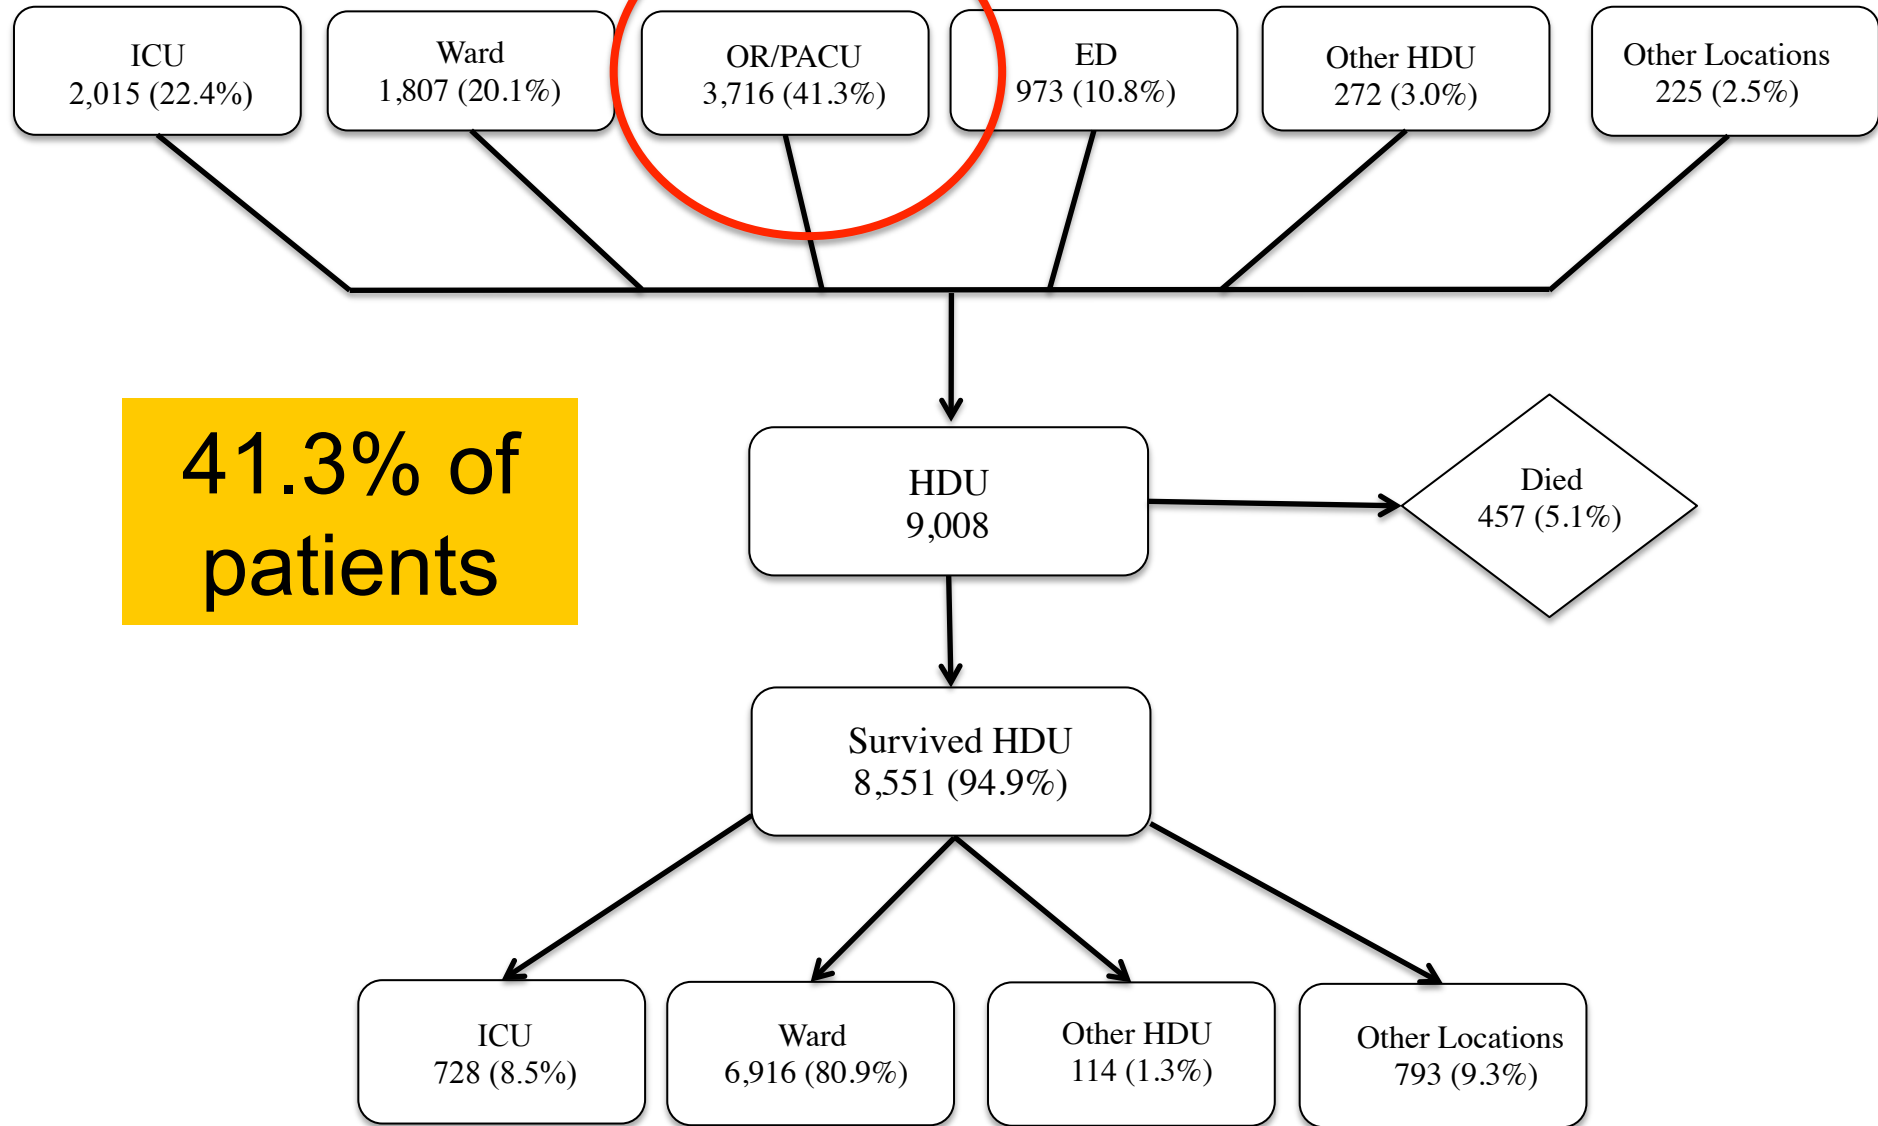 ICU
2,015 (22.4%)
Ward
1,807 (20.1%)
OR/PACU
3,716 (41.3%)
ED
973 (10.8%)
Other HDU
272 (3.0%)
Other Locations
225 (2.5%)
41.3% of
patients
HDU
9,008
Died
457 (5.1%)
Survived HDU
8,551 (94.9%)
ICU
728 (8.5%)
Ward
6,916 (80.9%)
Other HDU
114 (1.3%)
Other Locations
793 (9.3%)